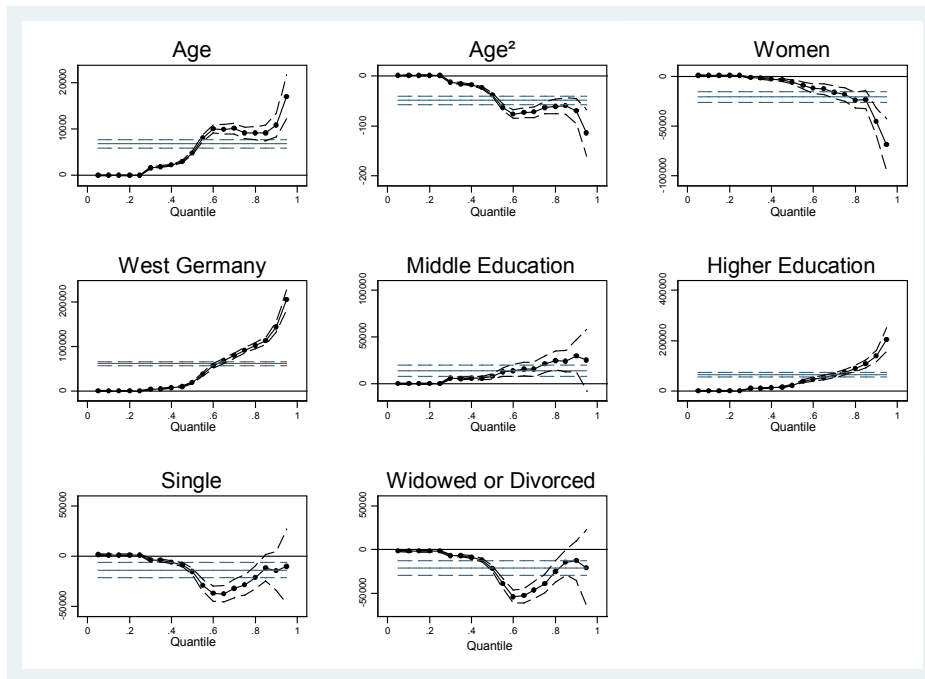 Age
20000
10000
0
0 .2 .4 .6 .8 1
Quantile
Age²
0
-100
-200
0 .2 .4 .6 .8 1
Quantile
Women
0
-50000
-100000
0 .2 .4 .6 .8 1
Quantile
West Germany
200000
100000
0
0 .2 .4 .6 .8 1
Quantile
Middle Education
100000
50000
0
0 .2 .4 .6 .8 1
Quantile
Higher Education
400000
200000
0
0 .2 .4 .6 .8 1
Quantile
Single
50000
0
-50000
0 .2 .4 .6 .8 1
Quantile
Widowed or Divorced
50000
0
-50000
0 .2 .4 .6 .8 1
Quantile